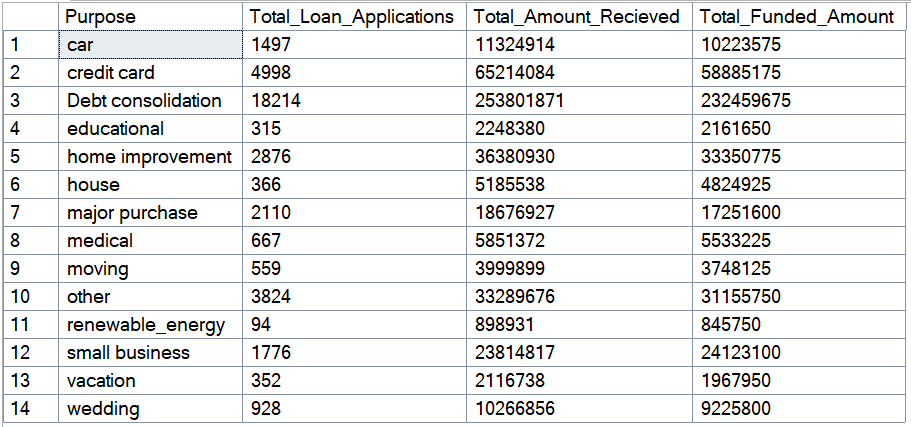 Purpose Total_Loan_Applications Total_Amount_Recieved Total_Funded_Amount
1 car 1497 11324914 10223575
2 credit card 4998 65214084 58885175
3 Debt consolidation 18214 253801871 232459675
4 educational 315 2248380 2161650
5 home improvement 2876 36380930 33350775
6 house 366 5185538 4824925
7 major purchase 2110 18676927 17251600
8 medical 667 5851372 5533225
9 moving 559 3999899 3748125
10 other 3824 33289676 31155750
11 renewable_energy 94 898931 845750
12 small business 1776 23814817 24123100
13 vacation 352 2116738 1967950
14 wedding 928 10266856 9225800